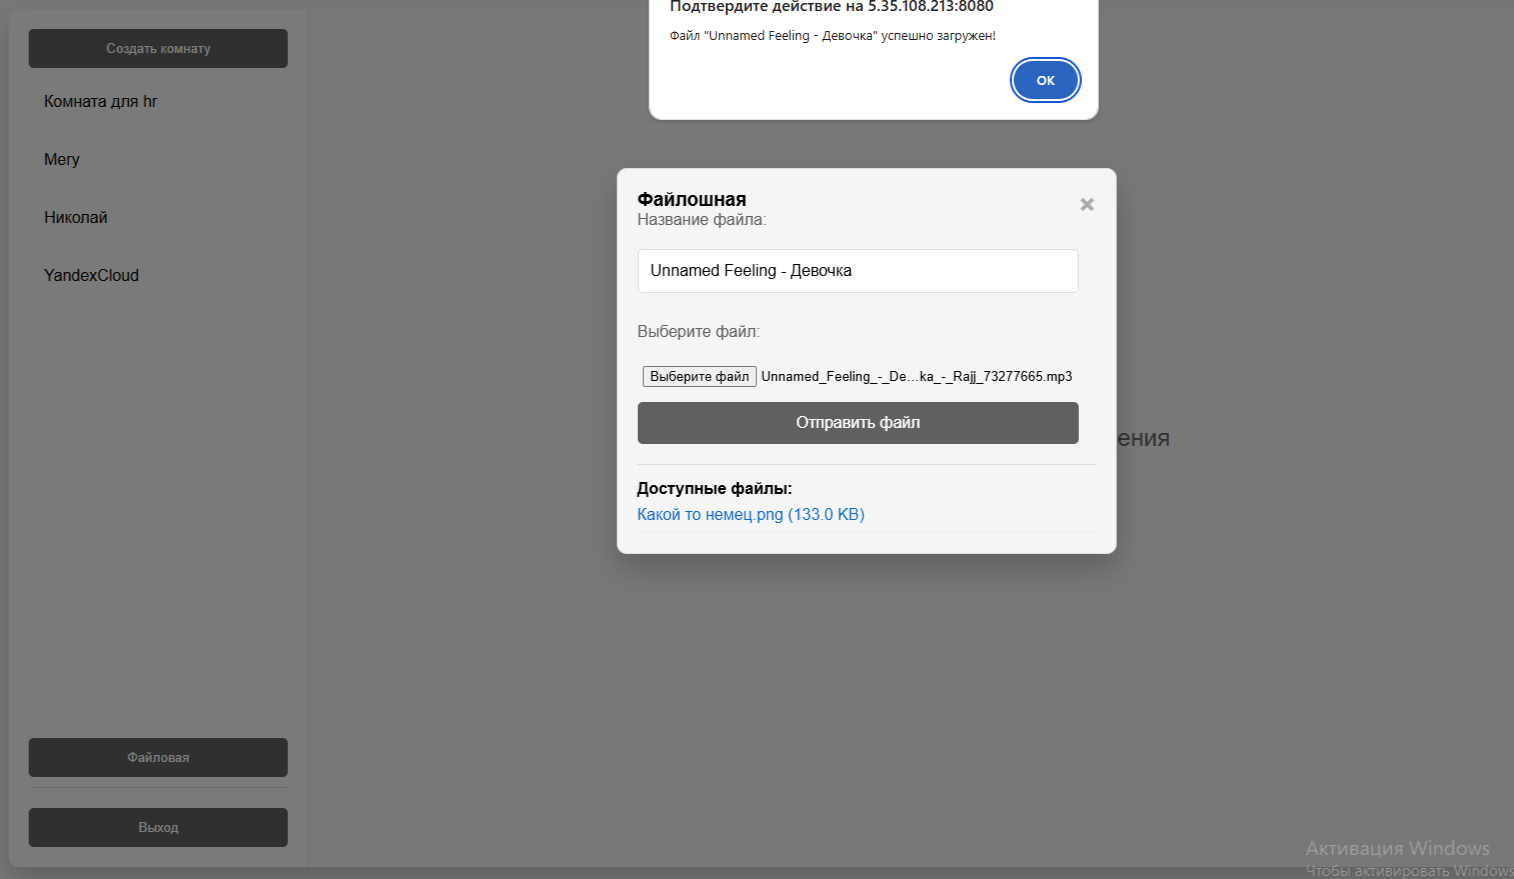 Подтвердите действие на 5.35.108.213:8080
Файл "Unnamed Feeling - Девочка" успешно загружен!
ОК
Создать комнату
Комната для hr
Mery
Николай
YandexCloud
Файловая
Выход
Файлошная
×
Название файла:
Unnamed Feeling - Девочка
Выберите файл:
Выберите файл Unnamed_Feeling_-_De...ka_-_Rajj_73277665.mp3
Отправить файл
Доступные файлы:
Какой то немец.png (133.0 KB)
ения
Активация Windows
Чтобы активировать Windows